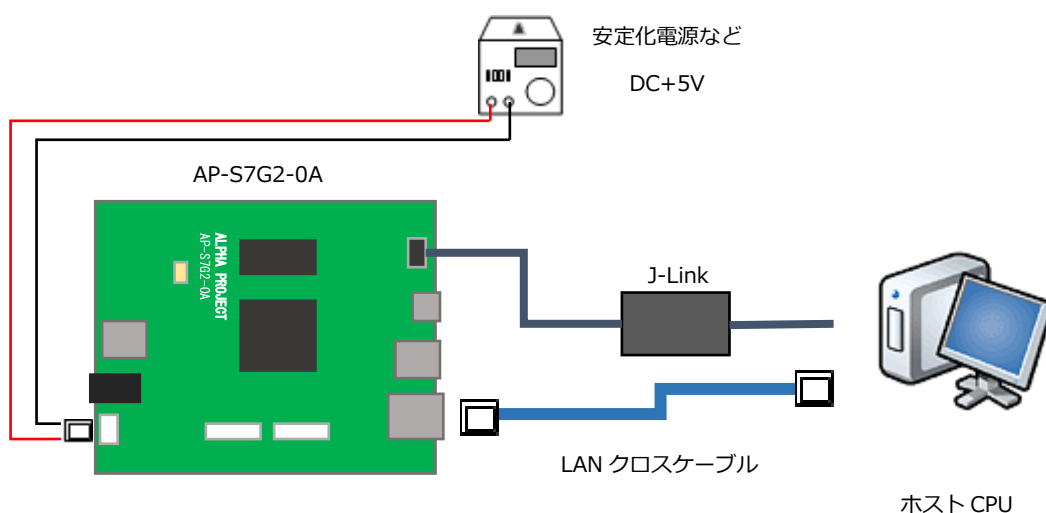 安定化電源など
DC+5V
AP-S7G2-0A
ALPHA PROJECT
AP-S7G2-0A
J-Link
LAN クロスケーブル
ホスト CPU